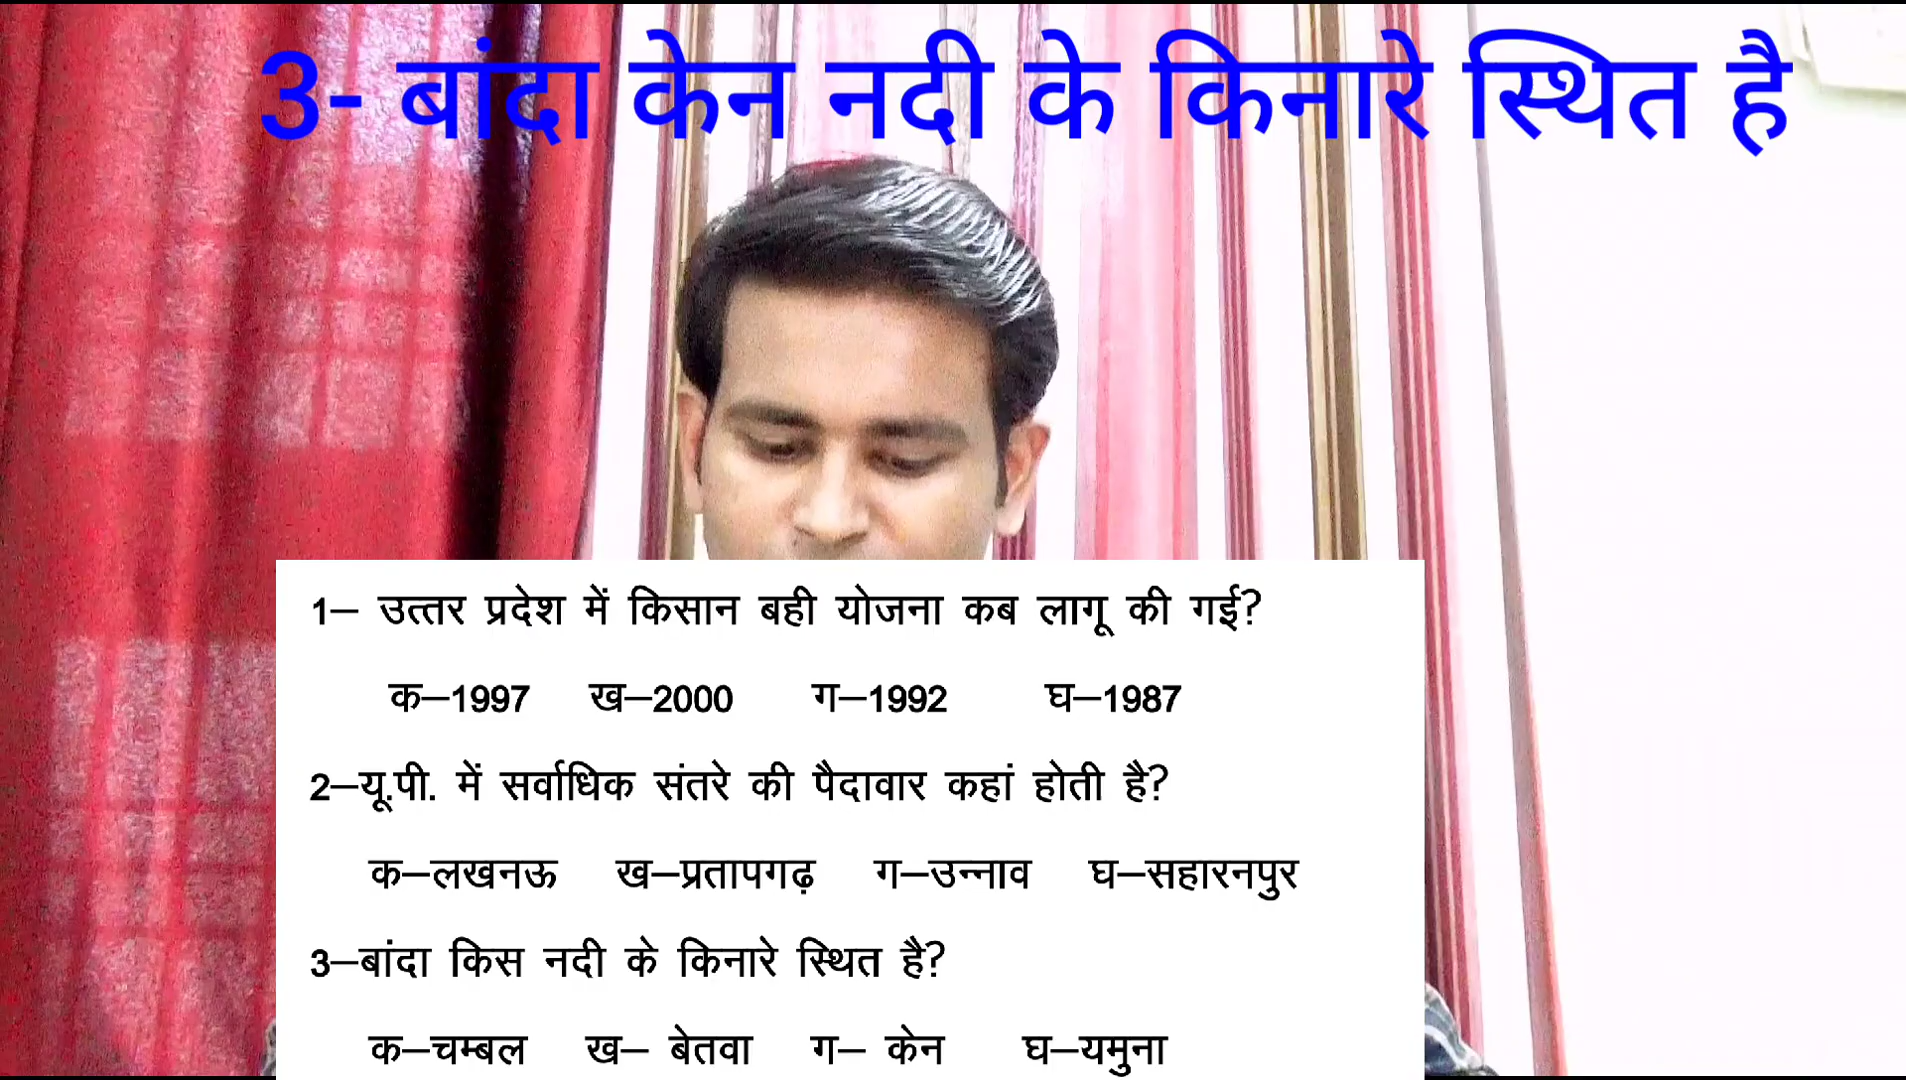 3- बांदा केन नदी के किनारे स्थित है
1– उत्तर प्रदेश में किसान बही योजना कब लागू की गई?
क–1997 ख–2000 ग–1992 घ–1987
2–यू.पी. में सर्वाधिक संतरे की पैदावार कहां होती है?
क–लखनऊ ख–प्रतापगढ़ ग–उन्नाव घ–सहारनपुर
3–बांदा किस नदी के किनारे स्थित है?
क–चम्बल ख– बेतवा ग– केन घ–यमुना